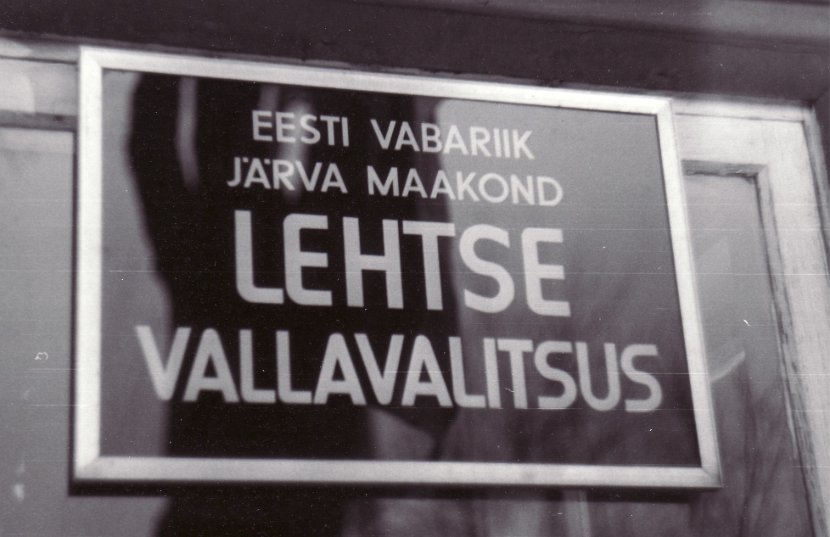 EESTI VABARIIK
JÄRVA MAAKOND
LEHTSE
VALLAVALITSUS